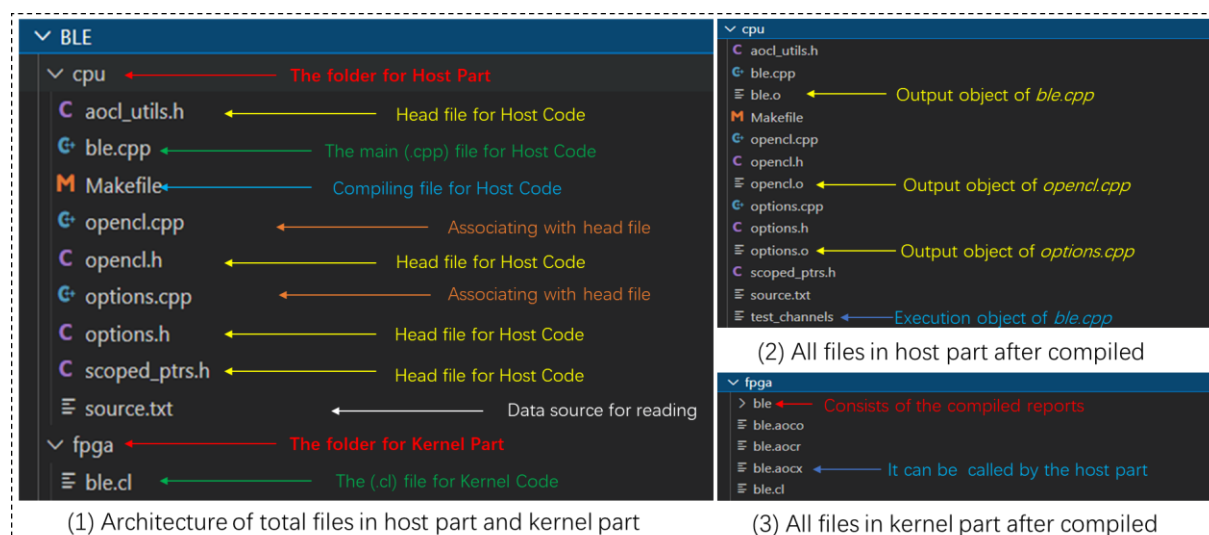 BLE
cpu The folder for Host Part
C aocl_utils.h Head file for Host Code
ble.cpp The main (.cpp) file for Host Code
M Makefile Compiling file for Host Code
opencl.cpp Associating with head file
C opencl.h Head file for Host Code
options.cpp Associating with head file
C options.h Head file for Host Code
C scoped_ptrs.h Head file for Host Code
source.txt Data source for reading
fpga The folder for Kernel Part
ble.cl The (.cl) file for Kernel Code
(1) Architecture of total files in host part and kernel part
cpu
C aocl_utils.h
ble.cpp
ble.o Output object of ble.cpp
M Makefile
opencl.cpp
C opencl.h
opencl.o Output object of opencl.cpp
options.cpp
C options.h
options.o Output object of options.cpp
C scoped_ptrs.h
source.txt
test_channels Execution object of ble.cpp
(2) All files in host part after compiled
fpga
ble Consists of the compiled reports
ble.aoco
ble.aocr
ble.aocx It can be called by the host part
ble.cl
(3) All files in kernel part after compiled